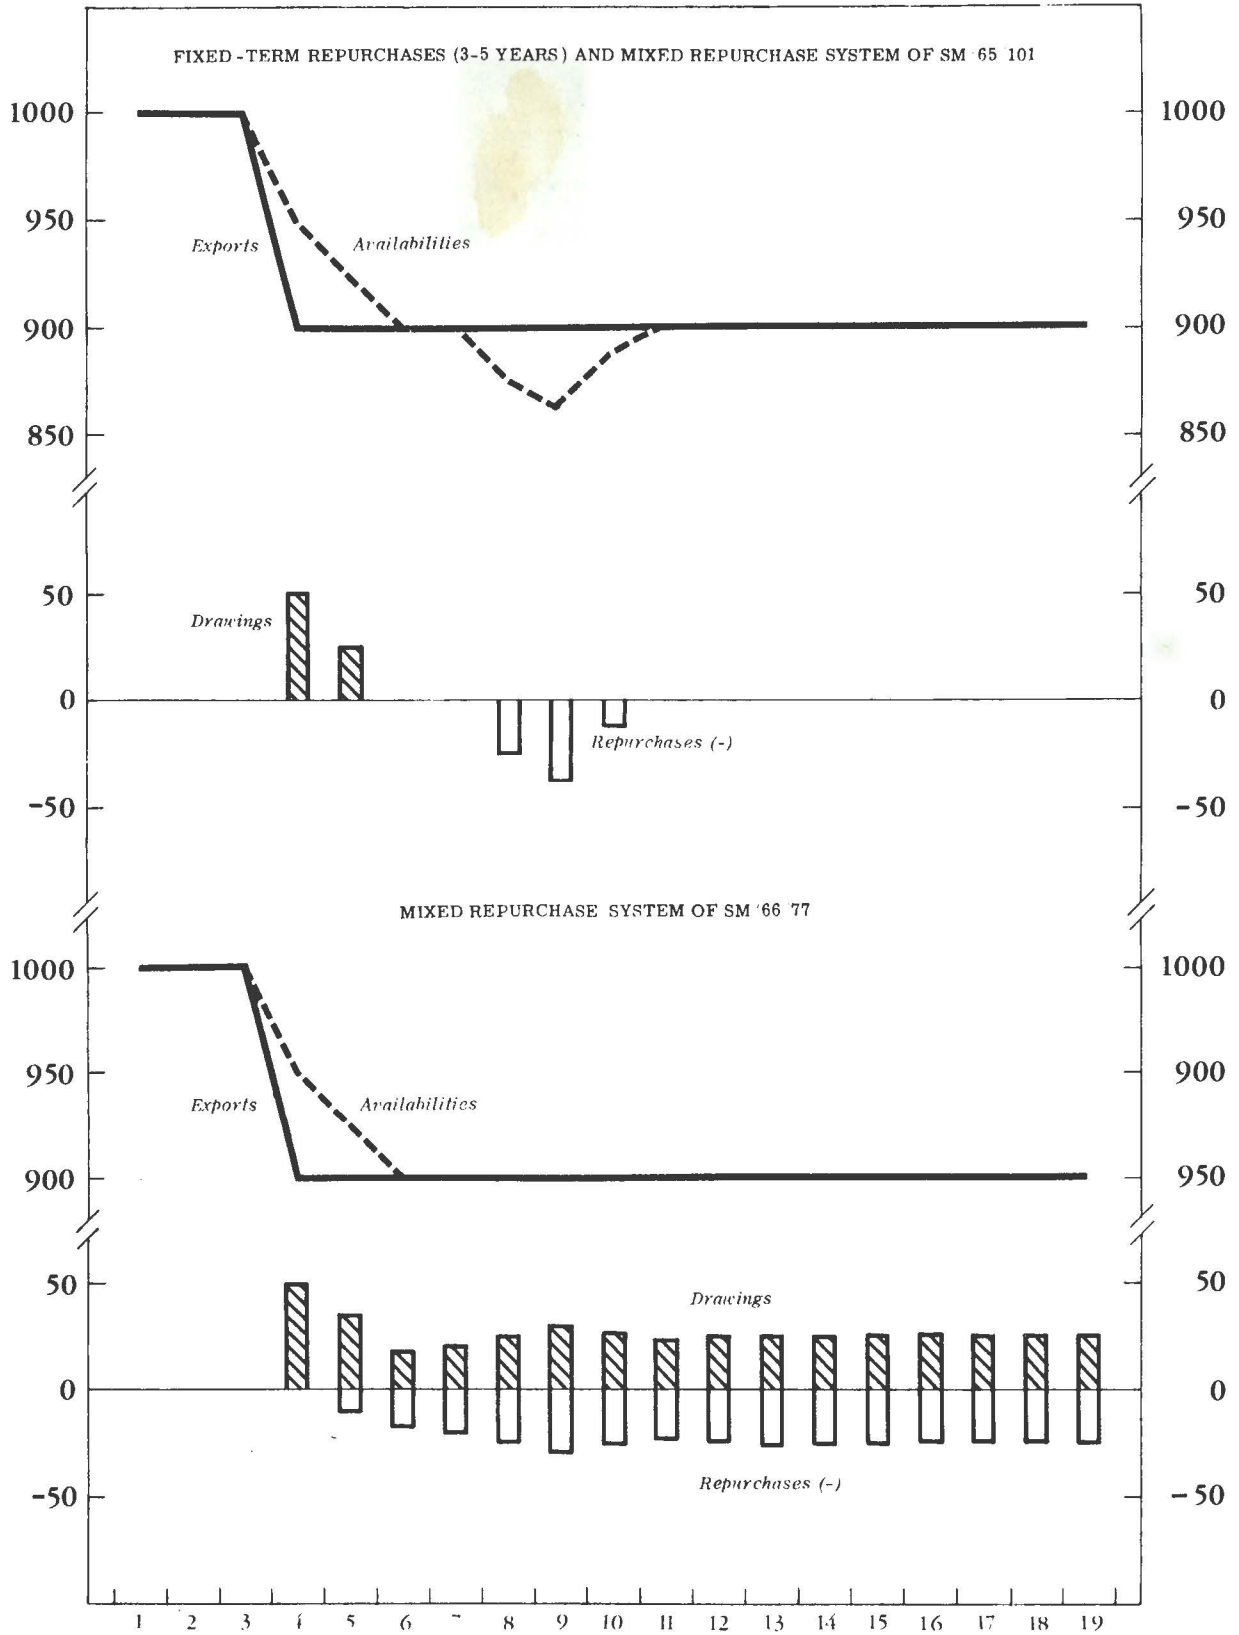 FIXED-TERM REPURCHASES (3-5 YEARS) AND MIXED REPURCHASE SYSTEM OF SM 65 101
1000 1000
950 950
Exports Availabilities
900 900
850 850
50 50
Drawings
0 0
Repurchases (-)
-50 -50
MIXED REPURCHASE SYSTEM OF SM '66 77
1000 1000
950 900
Exports Availabilities
900 950
50 50
Drawings
0 0
Repurchases (-)
-50 -50
1 2 3 4 5 6 7 8 9 10 11 12 13 14 15 16 17 18 19